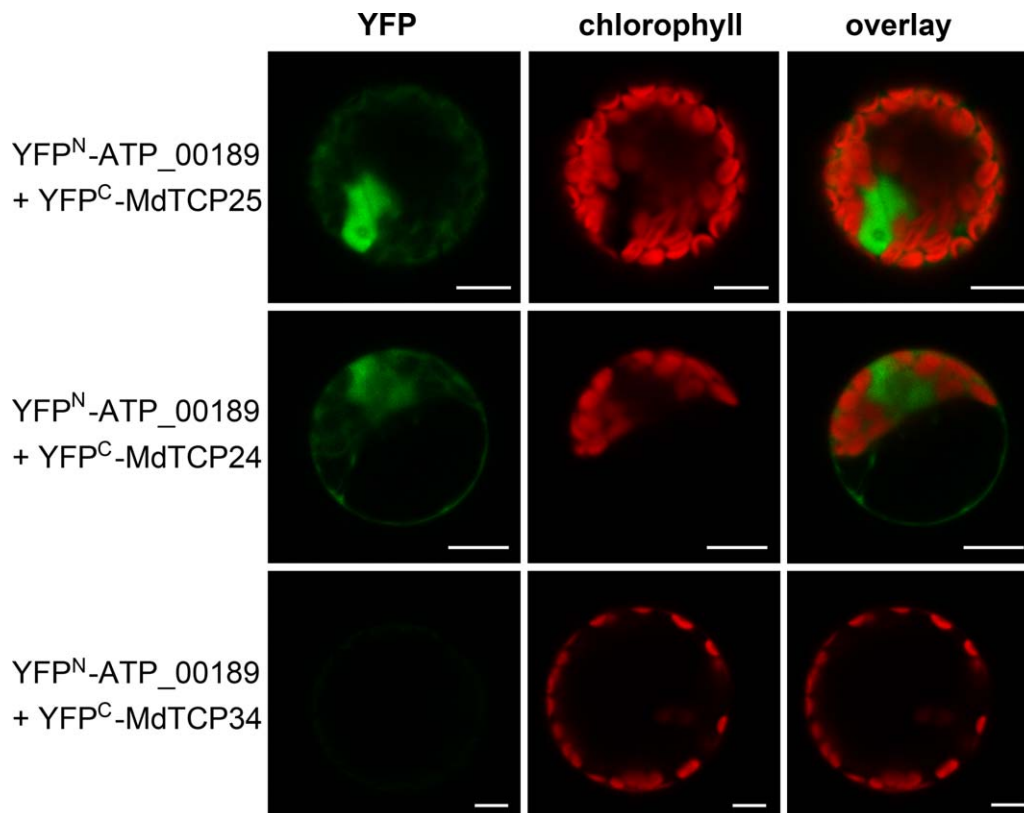 YFP chlorophyll overlay
YFPᴺ-ATP_00189
+ YFPᶜ-MdTCP25
YFPᴺ-ATP_00189
+ YFPᶜ-MdTCP24
YFPᴺ-ATP_00189
+ YFPᶜ-MdTCP34